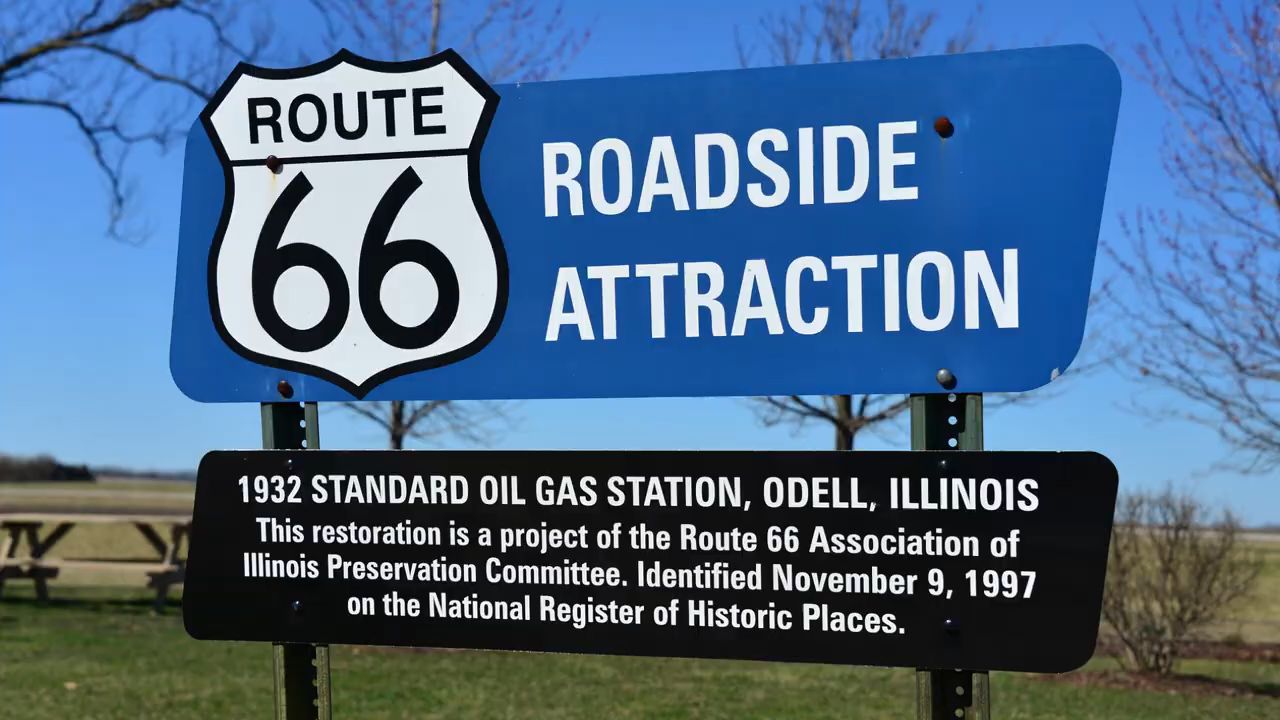 ROUTE
66
ROADSIDE
ATTRACTION
1932 STANDARD OIL GAS STATION, ODELL, ILLINOIS
This restoration is a project of the Route 66 Association of
Illinois Preservation Committee. Identified November 9, 1997
on the National Register of Historic Places.